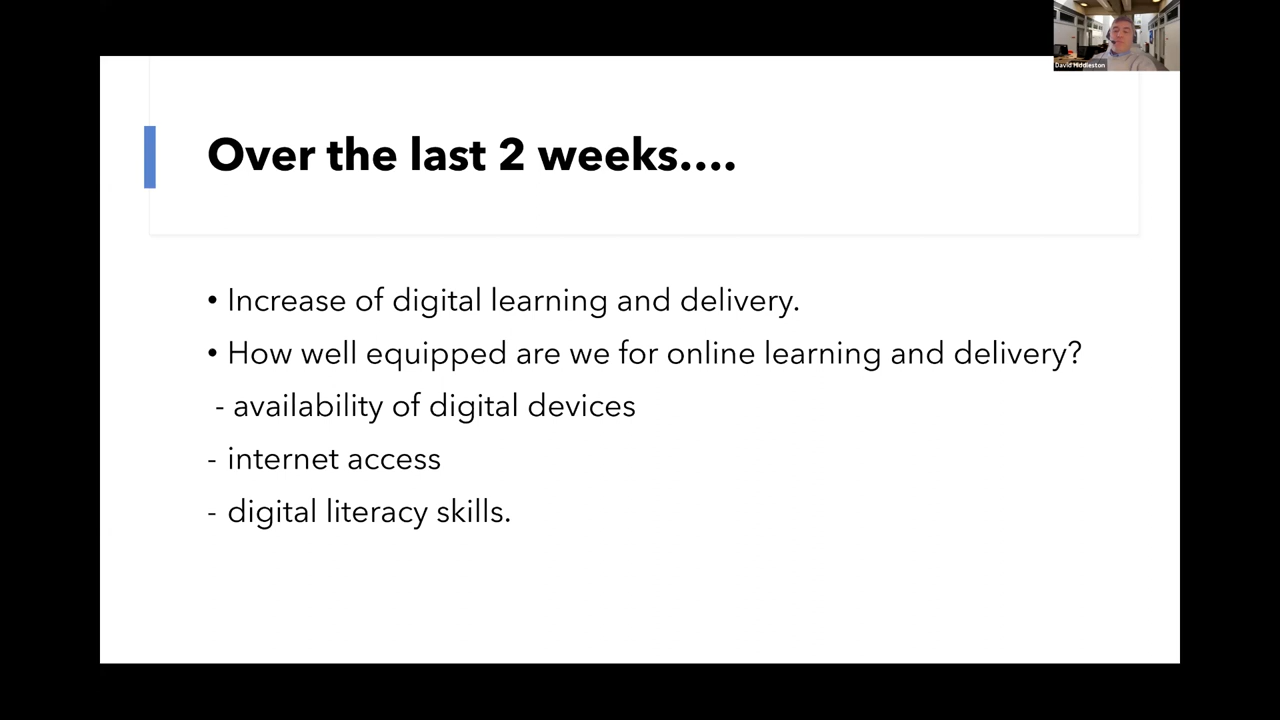 David Hiddleston
Over the last 2 weeks....
• Increase of digital learning and delivery.
• How well equipped are we for online learning and delivery?
- availability of digital devices
- internet access
- digital literacy skills.